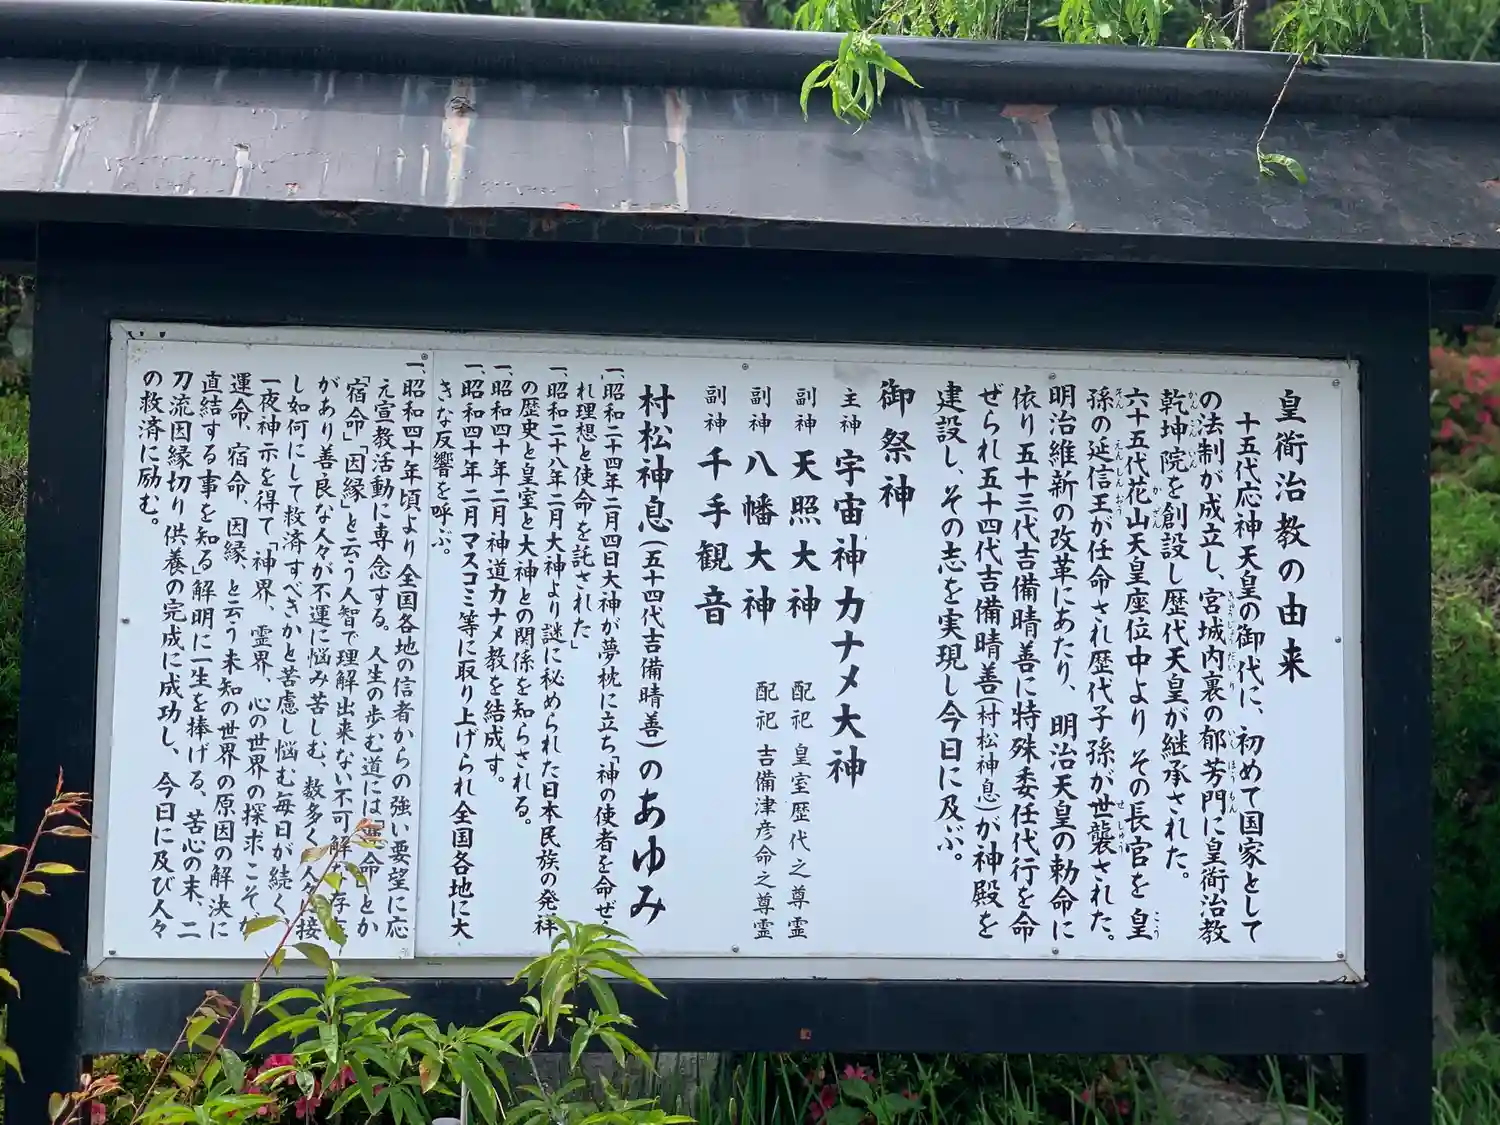 皇衙治教の由来
十五代応神天皇の御代に、初めて国家として
の法制が成立し、宮城内裏の郁芳門に皇衙治教
乾坤院を創設し歴代天皇が継承された。
六十五代花山天皇座位中より その長官を 皇
孫の延信王が任命され歴代子孫が世襲された。
明治維新の改革にあたり、明治天皇の勅命に
依り五十三代吉備晴善に特殊委任代行を命
ぜられ五十四代吉備晴善(村松神息)が神殿を
建設し、その志を実現し今日に及ぶ。
御祭神
主神 宇宙神カナメ大神
副神 天照大神 配祀 皇室歴代之尊霊
副神 八幡大神 配祀 吉備津彦命之尊霊
副神 千手観音
村松神息(五十四代吉備晴善)のあゆみ
一、昭和二十四年二月四日大神が夢枕に立ち「神の使者を命ぜら
れ理想と使命を託された」
一、昭和二十八年二月大神より謎に秘められた日本民族の発祥
の歴史と皇室と大神との関係を知らされる。
一、昭和四十年二月神道カナメ教を結成す。
一、昭和四十年二月マスコミ等に取り上げられ全国各地に大
きな反響を呼ぶ。
一、昭和四十年頃より全国各地の信者からの強い要望に応
元宣教活動に専念する。人生の歩む道には「運命」とか
「宿命」「因縁」と云う人智で理解出来ない不可解な存在
があり善良な人々が不運に悩み苦しむ、数多く人々に接
し如何にして救済すべきかと苦慮し悩む毎日が続く、
一夜神示を得て「神界、霊界、心の世界の探求こそが
運命、宿命、因縁、と云う未知の世界の原因の解決に
直結する事を知る」解明に一生を捧げる、苦心の末、二
刀流因縁切り供養の完成に成功し、今日に及び人々
の救済に励む。